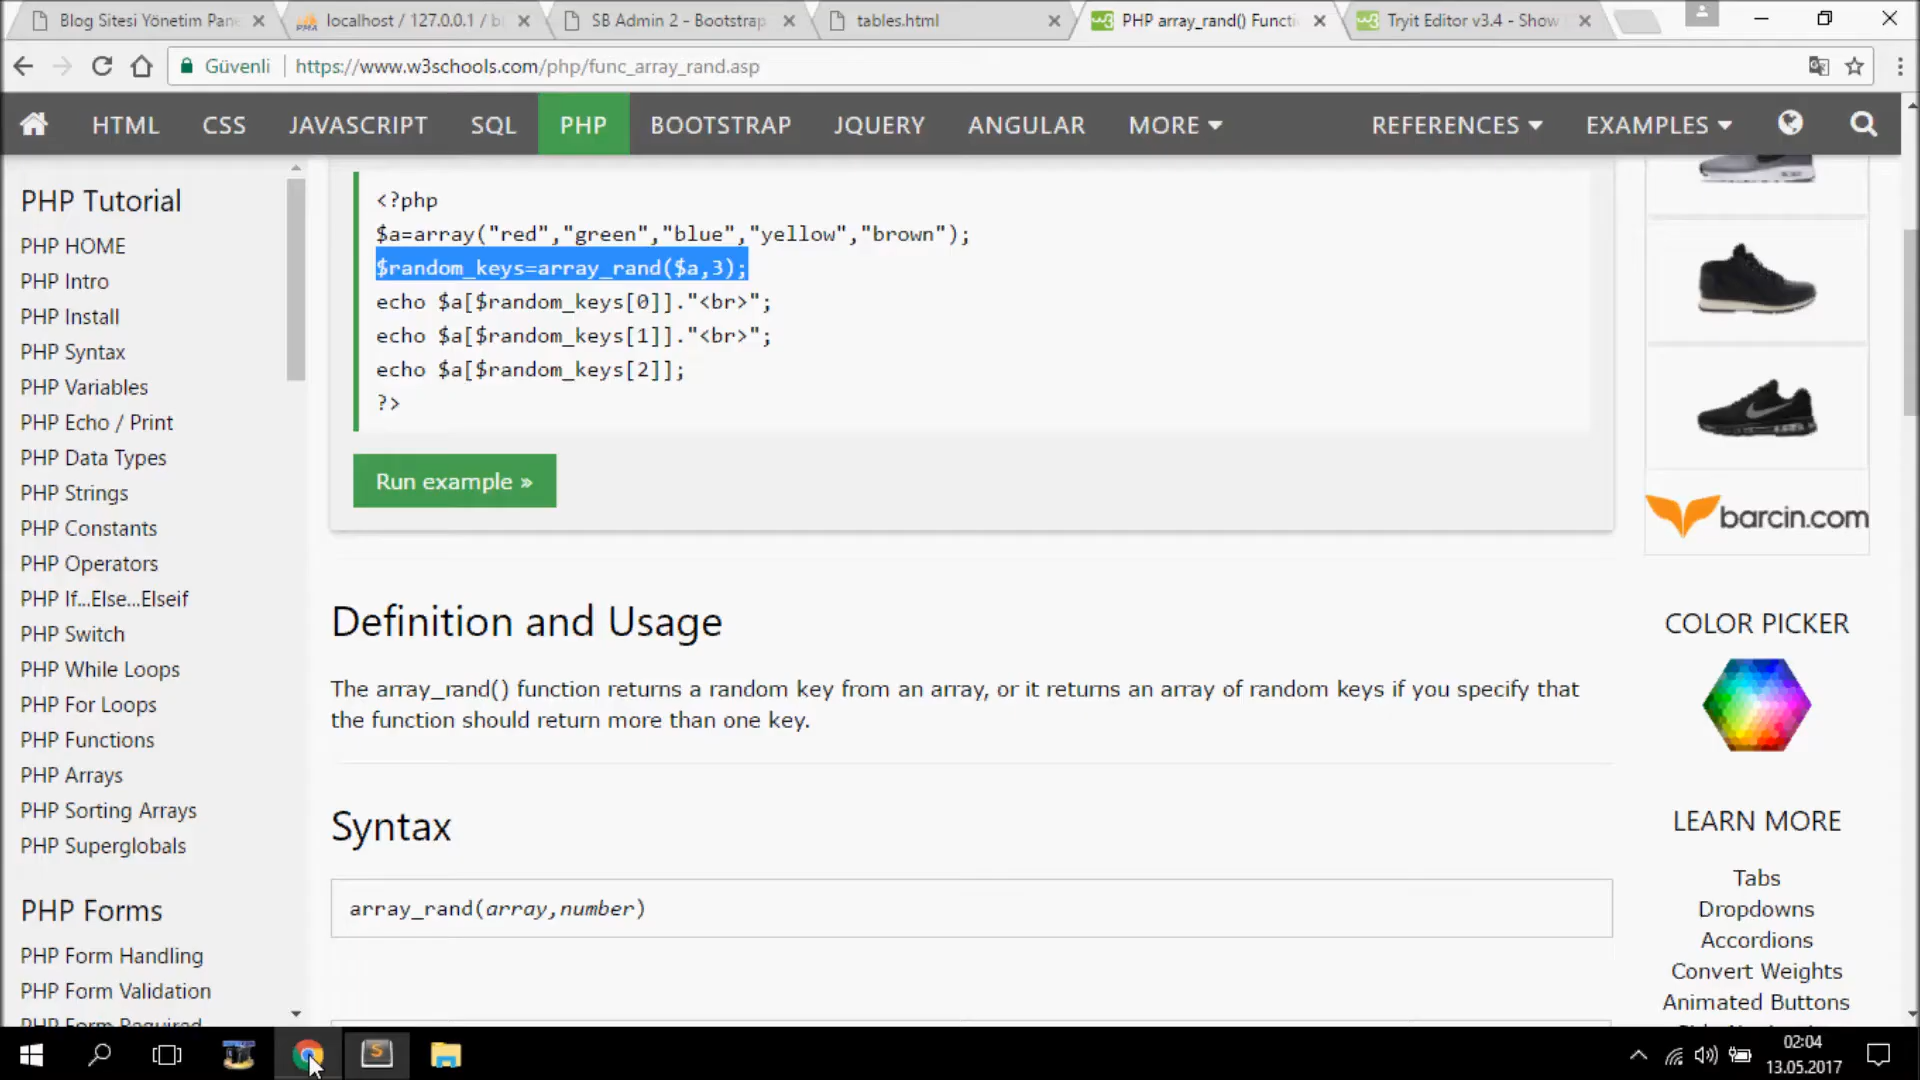 Blog Sitesi Yönetim Pan
localhost / 127.0.0.1 / b
SB Admin 2 - Bootstrap
tables.html
PHP array_rand() Functi
Tryit Editor v3.4 - Show
Güvenli
https://www.w3schools.com/php/func_array_rand.asp
HTML
CSS
JAVASCRIPT
SQL
PHP
BOOTSTRAP
JQUERY
ANGULAR
MORE
REFERENCES
EXAMPLES
PHP Tutorial
PHP HOME
PHP Intro
PHP Install
PHP Syntax
PHP Variables
PHP Echo / Print
PHP Data Types
PHP Strings
PHP Constants
PHP Operators
PHP If...Else...Elseif
PHP Switch
PHP While Loops
PHP For Loops
PHP Functions
PHP Arrays
PHP Sorting Arrays
PHP Superglobals
PHP Forms
PHP Form Handling
PHP Form Validation
PHP Form Required
<?php
$a=array("red","green","blue","yellow","brown");
$random_keys=array_rand($a,3);
echo $a[$random_keys[0]]."<br>";
echo $a[$random_keys[1]]."<br>";
echo $a[$random_keys[2]];
?>
Run example »
Definition and Usage
The array_rand() function returns a random key from an array, or it returns an array of random keys if you specify that
the function should return more than one key.
Syntax
array_rand(array,number)
barcin.com
COLOR PICKER
LEARN MORE
Tabs
Dropdowns
Accordions
Convert Weights
Animated Buttons
02:04
13.05.2017